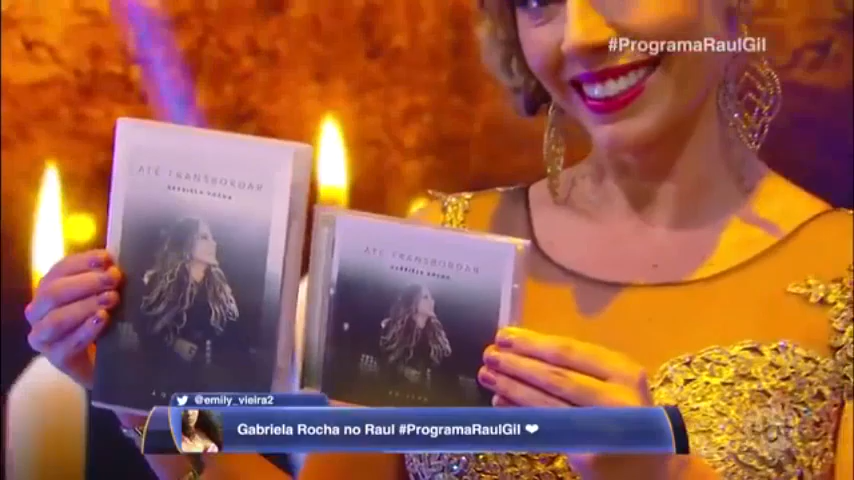 #ProgramaRaulGil
ATÉ TRANSBORDAR
GABRIELA ROCHA
ATÉ TRANSBORDAR
GABRIELA ROCHA
@emily_vieira2
Gabriela Rocha no Raul #ProgramaRaulGil ❤